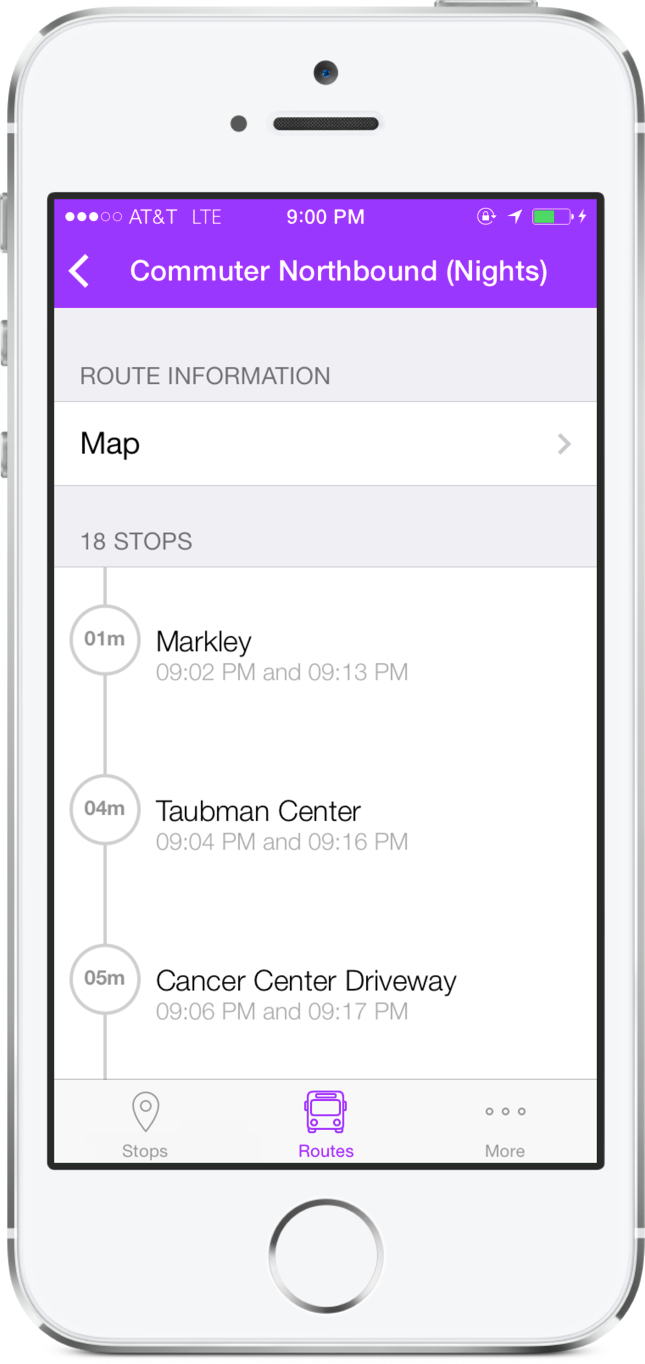 AT&T LTE 9:00 PM
Commuter Northbound (Nights)
ROUTE INFORMATION
Map
18 STOPS
01m
Markley
09:02 PM and 09:13 PM
04m
Taubman Center
09:04 PM and 09:16 PM
05m
Cancer Center Driveway
09:06 PM and 09:17 PM
Stops Routes More